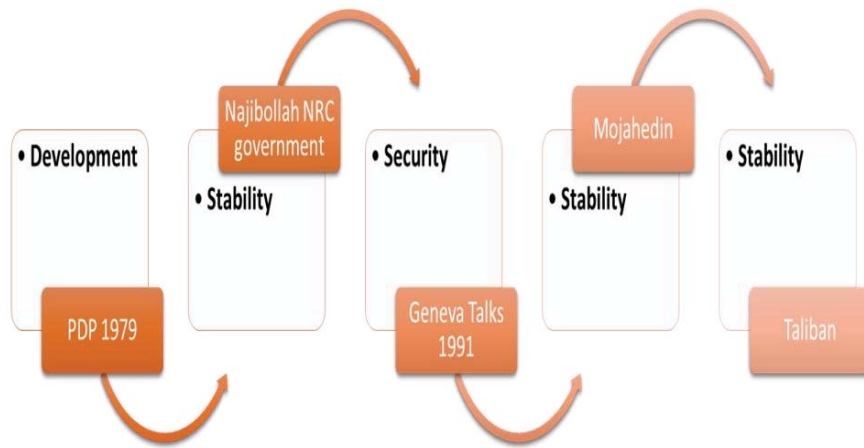 • Development
PDP 1979
Najibollah NRC
government
• Stability
• Security
Geneva Talks
1991
Mojahedin
• Stability
• Stability
Taliban